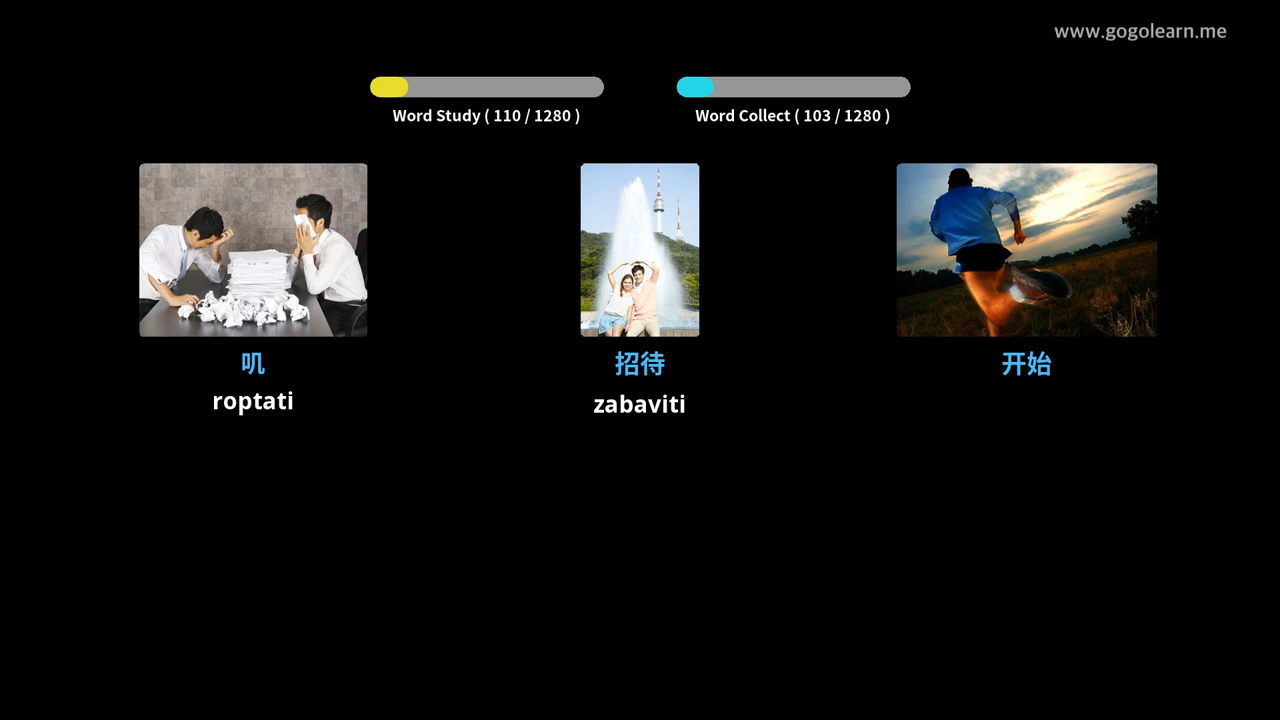 www.gogolearn.me
Word Study ( 110 / 1280 )
Word Collect ( 103 / 1280 )
叽
招待
开始
roptati
zabaviti